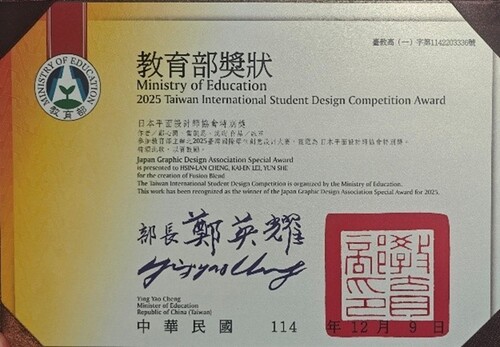 臺教高(一)字第1142203336號
MINISTRY OF EDUCATION
教育部
教育部獎狀
Ministry of Education
2025 Taiwan International Student Design Competition Award
日本平面設計師協會特別獎
Japan Graphic Design Association Special Award
is presented to HSIN-LAN CHENG, KAI-EN LEI, YUN SHE
for the creation of Fusion Blend
The Taiwan International Student Design Competition is organized by the Ministry of Education.
This work has been recognized as the winner of the Japan Graphic Design Association Special Award for 2025.
部長 鄭英耀
Ying Yao Cheng
Minister of Education
Republic of China (Taiwan)
中華民國 114 年 12 月 9 日